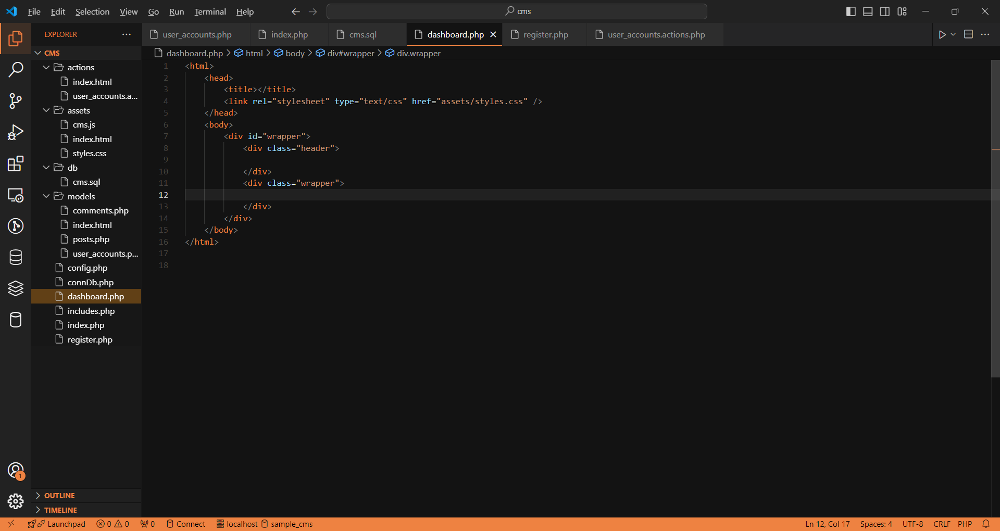 File Edit Selection View Go Run Terminal Help
cms
EXPLORER
user_accounts.php index.php cms.sql dashboard.php register.php user_accounts.actions.php
CMS
actions
index.html
user_accounts.a...
assets
cms.js
index.html
styles.css
db
cms.sql
models
comments.php
index.html
posts.php
user_accounts.p...
config.php
connDb.php
dashboard.php
includes.php
index.php
register.php
OUTLINE
TIMELINE
1
dashboard.php > html > body > div#wrapper > div.wrapper
1 <html>
2 <head>
3 <title></title>
4 <link rel="stylesheet" type="text/css" href="assets/styles.css" />
5 </head>
6 <body>
7 <div id="wrapper">
8 <div class="header">
9
10 </div>
11 <div class="wrapper">
12
13 </div>
14 </div>
15 </body>
16 </html>
17
18
Launchpad 0 0 0 Connect localhost sample_cms Ln 12, Col 17 Spaces: 4 UTF-8 CRLF PHP